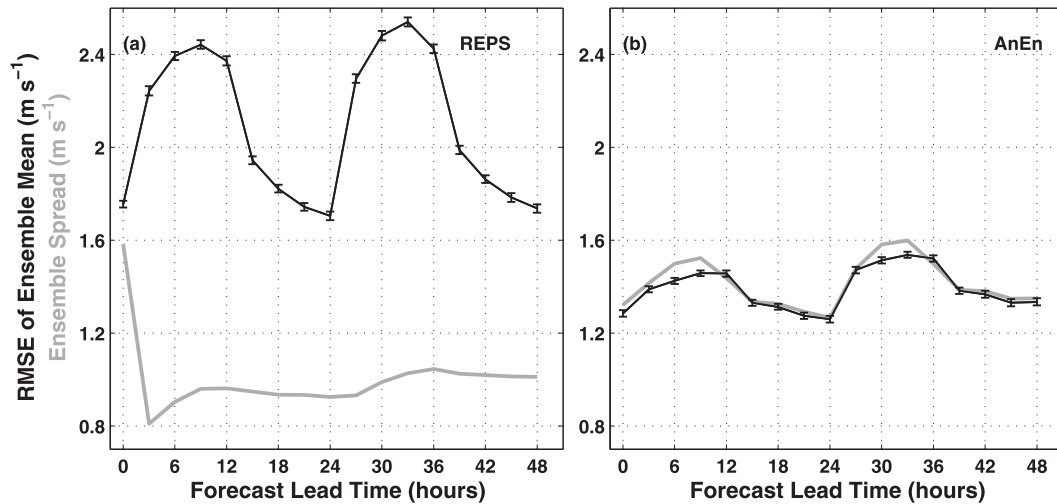 RMSE of Ensemble Mean (m s⁻¹)
Ensemble Spread (m s⁻¹)
(a)
REPS
2.4
2
1.6
1.2
0.8
0 6 12 18 24 30 36 42 48
Forecast Lead Time (hours)
(b)
AnEn
2.4
2
1.6
1.2
0.8
0 6 12 18 24 30 36 42 48
Forecast Lead Time (hours)